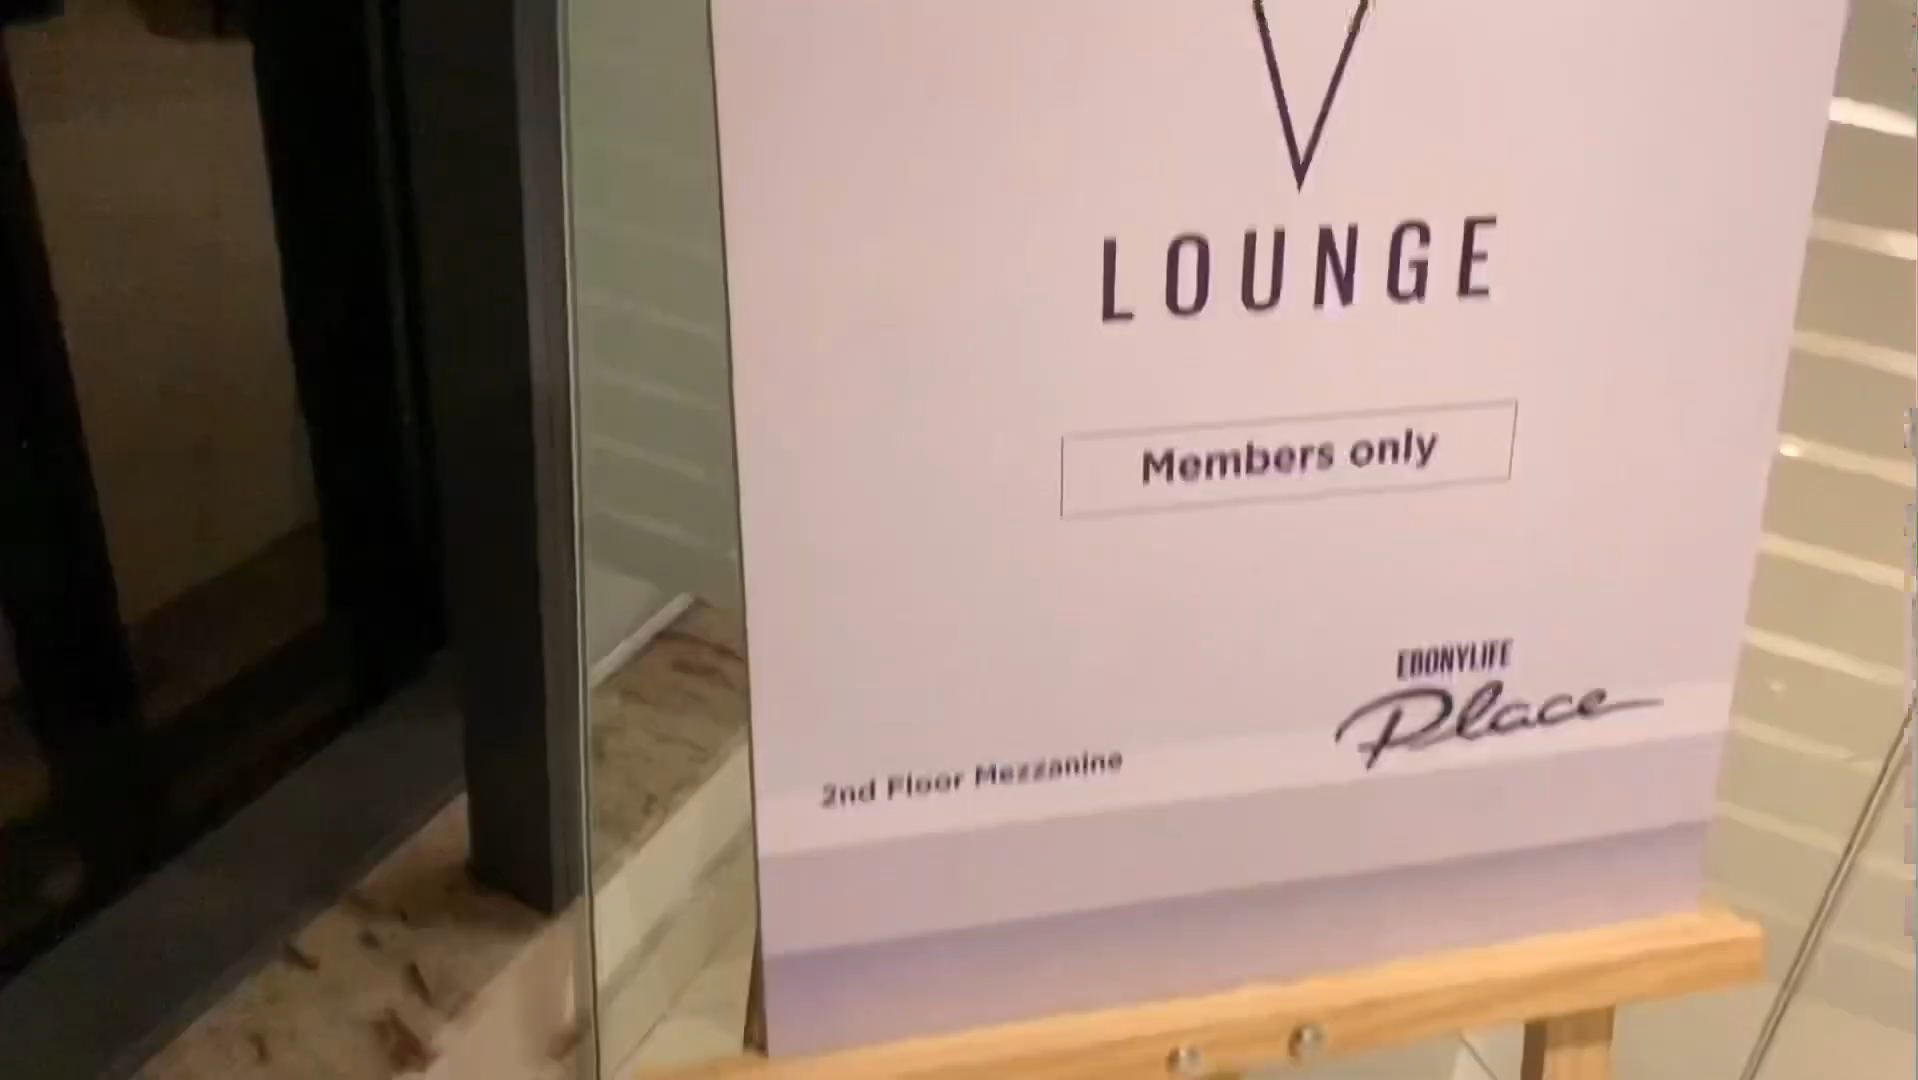 LOUNGE
Members only
EBONYLIFE
Place
2nd Floor Mezzanine